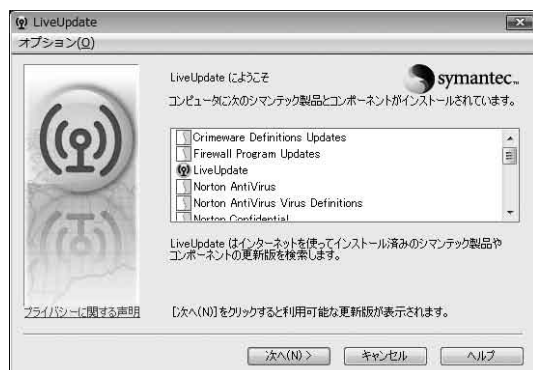 LiveUpdate
オプション(O)
symantec™
LiveUpdate にようこそ
コンピュータに次のシマンテック製品とコンポーネントがインストールされています。
Crimeware Definitions Updates
Firewall Program Updates
LiveUpdate
Norton AntiVirus
Norton AntiVirus Virus Definitions
Norton Confidential
LiveUpdate はインターネットを使ってインストール済みのシマンテック製品や
コンポーネントの更新版を検索します。
プライバシーに関する声明
[次へ(N)]をクリックすると利用可能な更新版が表示されます。
次へ(N) >
キャンセル
ヘルプ